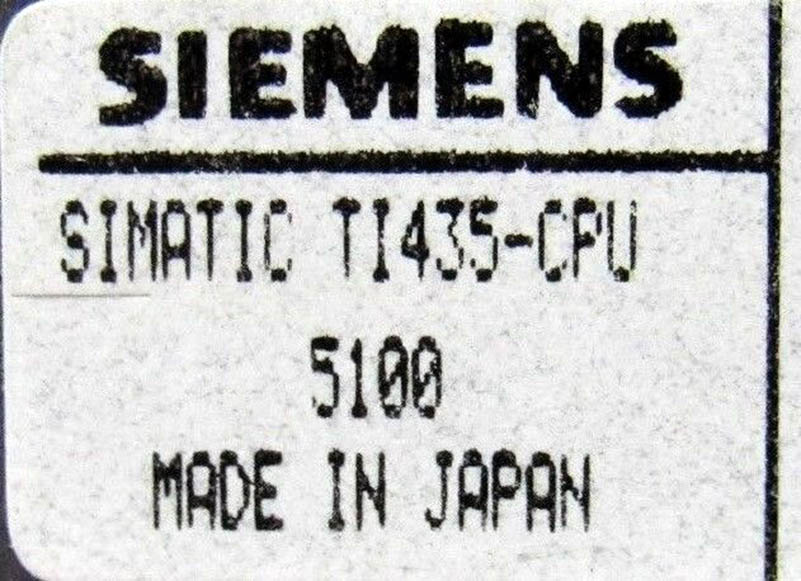 SIEMENS
SIMATIC TI435-CPU
5100
MADE IN JAPAN